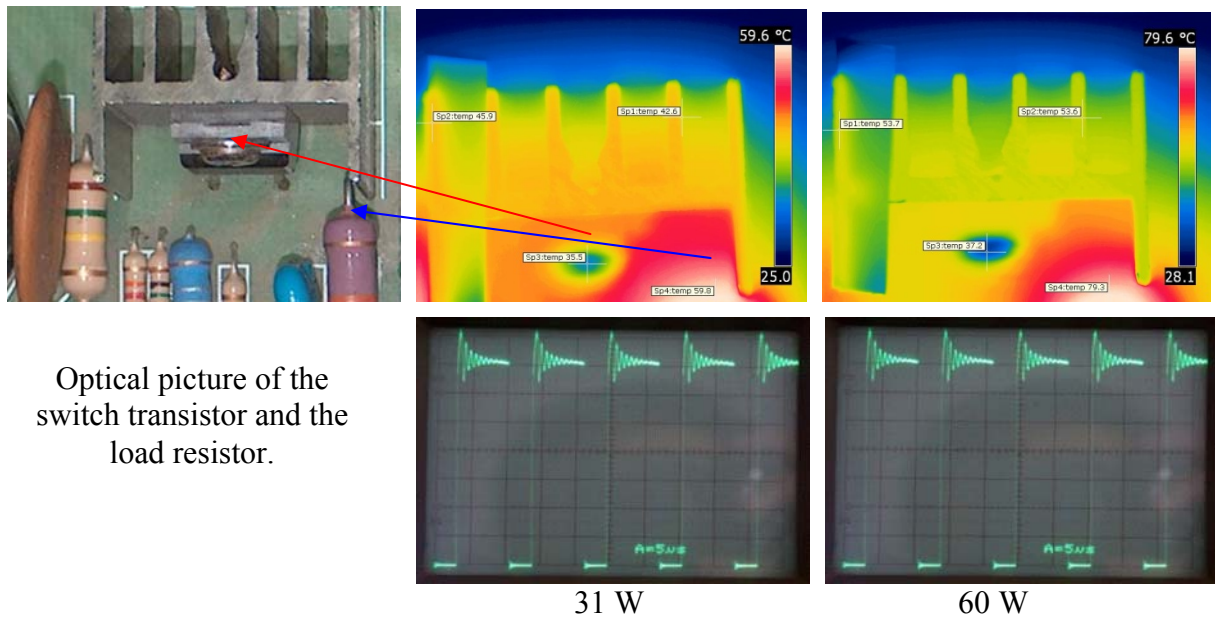 59.6 °C
Sp2:temp 45.9
Sp1:temp 42.6
Sp3:temp 35.5
25.0
Sp4:temp 59.8
79.6 °C
Sp1:temp 53.7
Sp2:temp 53.6
Sp3:temp 37.2
28.1
Sp4:temp 79.3
Optical picture of the
switch transistor and the
load resistor.
A=5μs
A=5μs
31 W
60 W